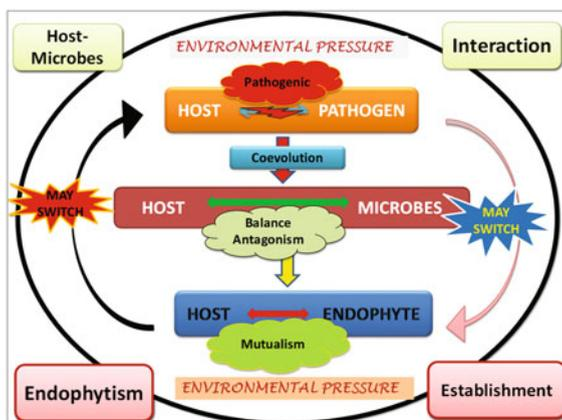 Host-
Microbes
ENVIRONMENTAL PRESSURE
Interaction
Pathogenic
HOST PATHOGEN
Coevolution
MAY
SWITCH
HOST MICROBES
MAY
SWITCH
Balance
Antagonism
HOST ENDOPHYTE
Mutualism
Endophytism
ENVIRONMENTAL PRESSURE
Establishment